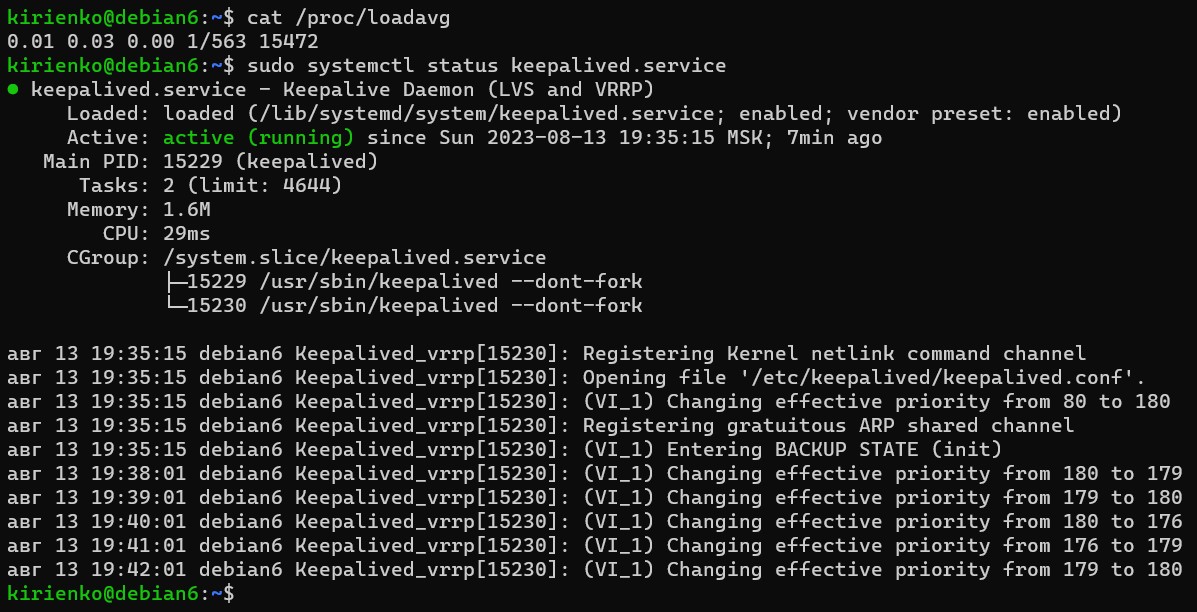 kirienko@debian6:~$ cat /proc/loadavg
0.01 0.03 0.00 1/563 15472
kirienko@debian6:~$ sudo systemctl status keepalived.service
● keepalived.service - Keepalive Daemon (LVS and VRRP)
     Loaded: loaded (/lib/systemd/system/keepalived.service; enabled; vendor preset: enabled)
     Active: active (running) since Sun 2023-08-13 19:35:15 MSK; 7min ago
   Main PID: 15229 (keepalived)
      Tasks: 2 (limit: 4644)
     Memory: 1.6M
        CPU: 29ms
     CGroup: /system.slice/keepalived.service
             ├─15229 /usr/sbin/keepalived --dont-fork
             └─15230 /usr/sbin/keepalived --dont-fork

авг 13 19:35:15 debian6 Keepalived_vrrp[15230]: Registering Kernel netlink command channel
авг 13 19:35:15 debian6 Keepalived_vrrp[15230]: Opening file '/etc/keepalived/keepalived.conf'.
авг 13 19:35:15 debian6 Keepalived_vrrp[15230]: (VI_1) Changing effective priority from 80 to 180
авг 13 19:35:15 debian6 Keepalived_vrrp[15230]: Registering gratuitous ARP shared channel
авг 13 19:35:15 debian6 Keepalived_vrrp[15230]: (VI_1) Entering BACKUP STATE (init)
авг 13 19:38:01 debian6 Keepalived_vrrp[15230]: (VI_1) Changing effective priority from 180 to 179
авг 13 19:39:01 debian6 Keepalived_vrrp[15230]: (VI_1) Changing effective priority from 179 to 180
авг 13 19:40:01 debian6 Keepalived_vrrp[15230]: (VI_1) Changing effective priority from 180 to 176
авг 13 19:41:01 debian6 Keepalived_vrrp[15230]: (VI_1) Changing effective priority from 176 to 179
авг 13 19:42:01 debian6 Keepalived_vrrp[15230]: (VI_1) Changing effective priority from 179 to 180
kirienko@debian6:~$